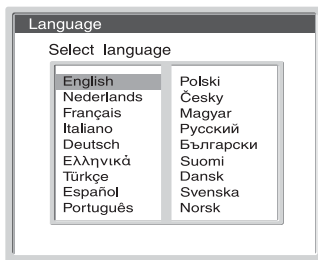 Language
Select language
English
Nederlands
Français
Italiano
Deutsch
Ελληνικά
Türkçe
Español
Português
Polski
Česky
Magyar
Русский
Български
Suomi
Dansk
Svenska
Norsk